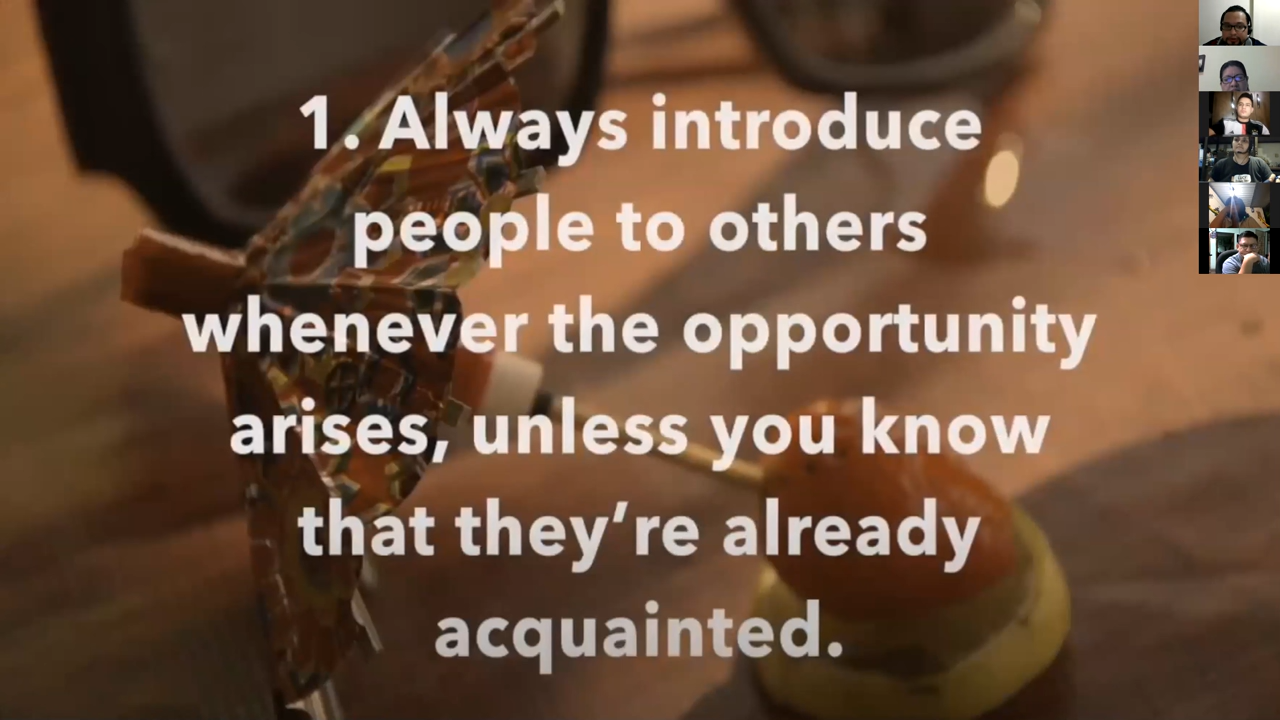 1. Always introduce
people to others
whenever the opportunity
arises, unless you know
that they’re already
acquainted.